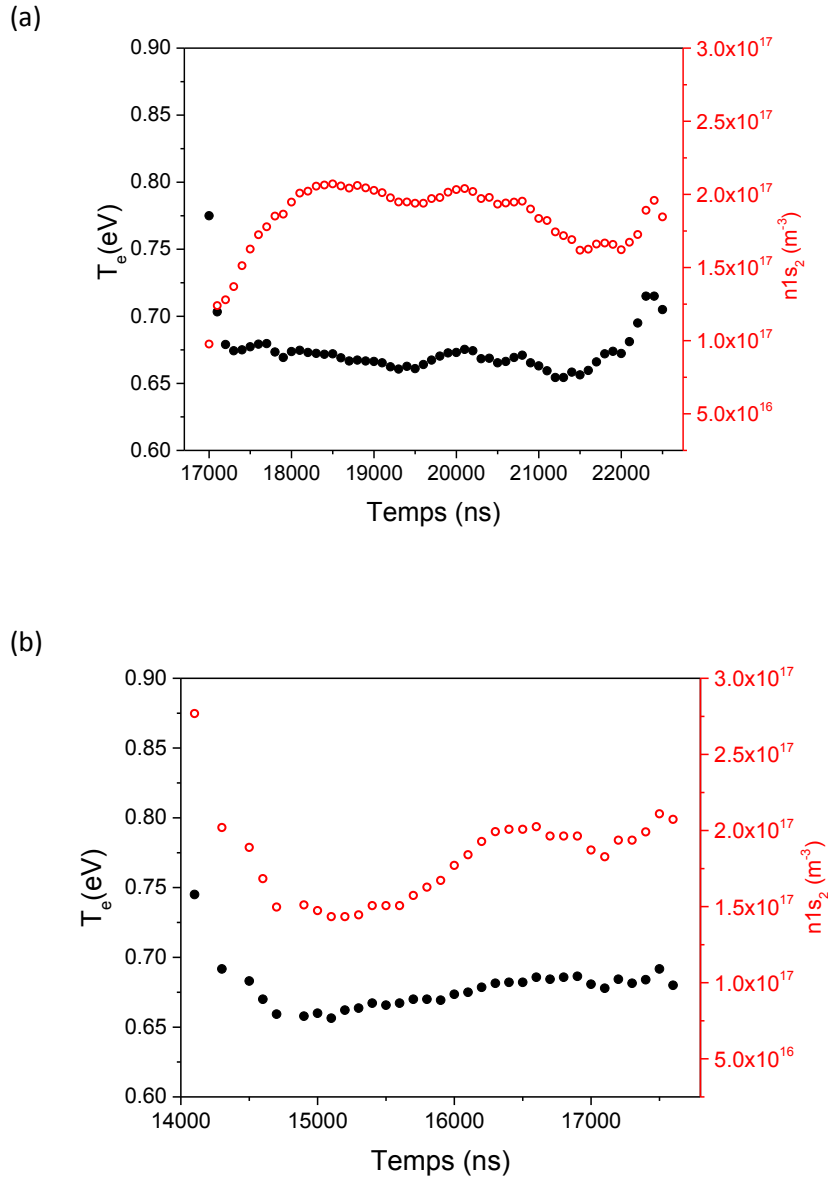 (a)
0.90
0.85
0.80
0.75
0.70
0.65
0.60
T_e(eV)
3.0x10^17
2.5x10^17
2.0x10^17
1.5x10^17
1.0x10^17
5.0x10^16
n1s_2 (m^-3)
17000 18000 19000 20000 21000 22000
Temps (ns)
(b)
0.90
0.85
0.80
0.75
0.70
0.65
0.60
T_e(eV)
3.0x10^17
2.5x10^17
2.0x10^17
1.5x10^17
1.0x10^17
5.0x10^16
n1s_2 (m^-3)
14000 15000 16000 17000
Temps (ns)